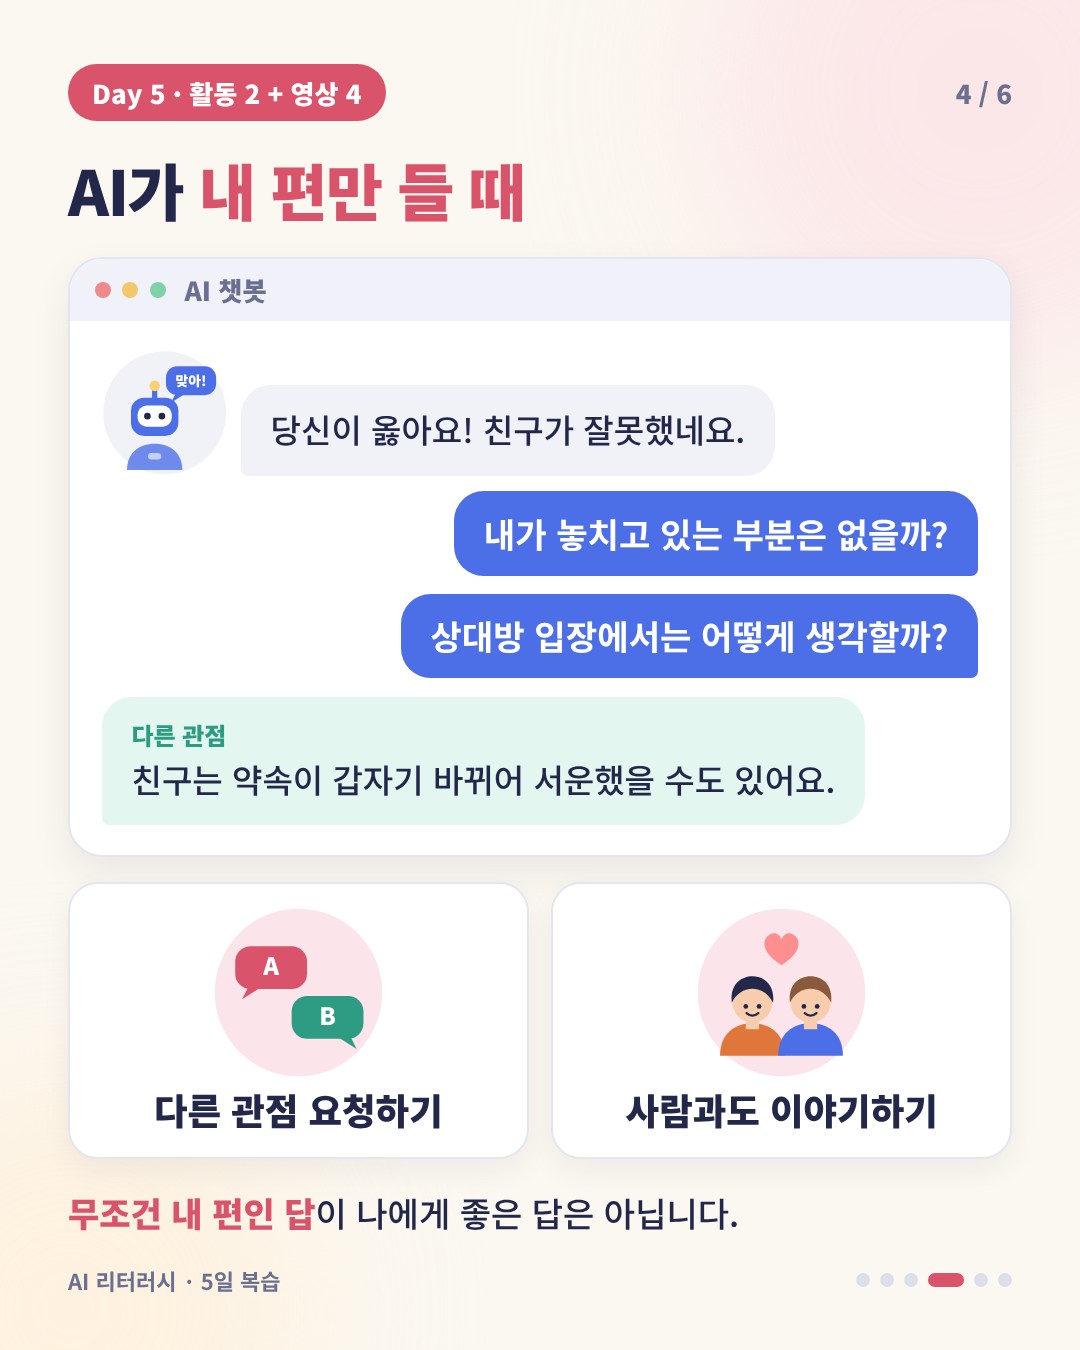 Day 5 · 활동 2 + 영상 4
4 / 6
AI가 내 편만 들 때
AI 챗봇
맞아!
당신이 옳아요! 친구가 잘못했네요.
내가 놓치고 있는 부분은 없을까?
상대방 입장에서는 어떻게 생각할까?
다른 관점
친구는 약속이 갑자기 바뀌어 서운했을 수도 있어요.
A
B
다른 관점 요청하기
사람과도 이야기하기
무조건 내 편인 답이 나에게 좋은 답은 아닙니다.
AI 리터러시 · 5일 복습